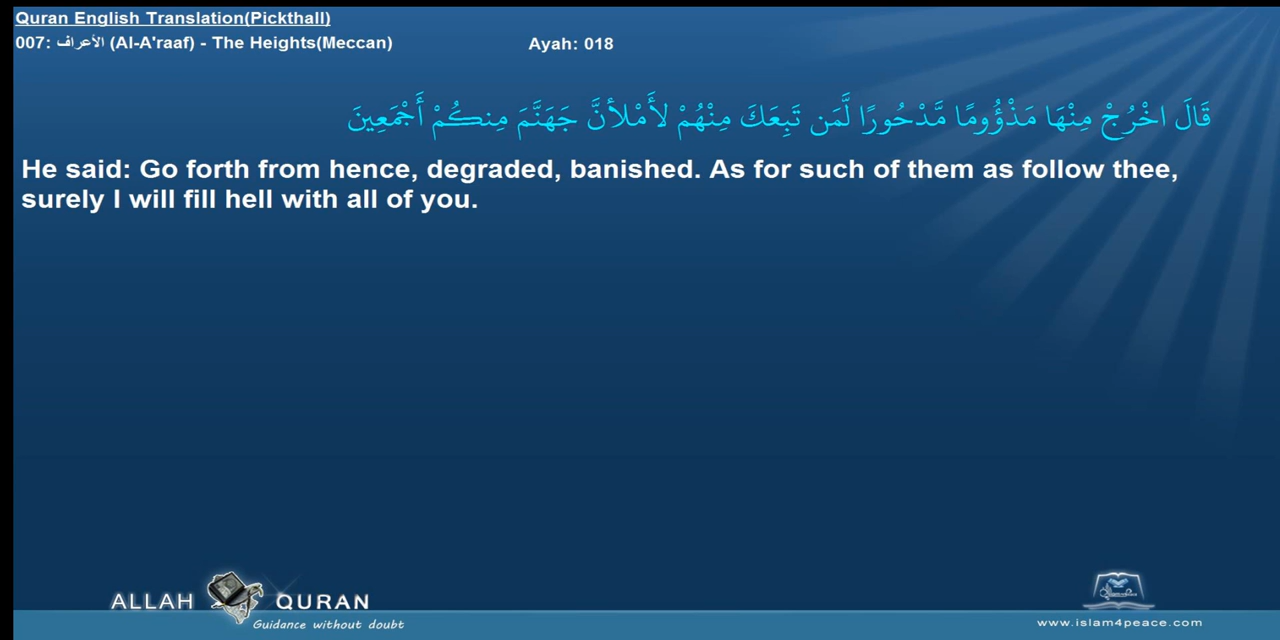 Quran English Translation(Pickthall)
007: الأعراف (Al-A'raaf) - The Heights(Meccan) Ayah: 018
قَالَ اخْرُجْ مِنْهَا مَذْؤُومًا مَّدْحُورًا لَّمَن تَبِعَكَ مِنْهُمْ لأَمْلأنَّ جَهَنَّمَ مِنكُمْ أَجْمَعِينَ
He said: Go forth from hence, degraded, banished. As for such of them as follow thee,
surely I will fill hell with all of you.
ALLAH QURAN
Guidance without doubt
www.islam4peace.com